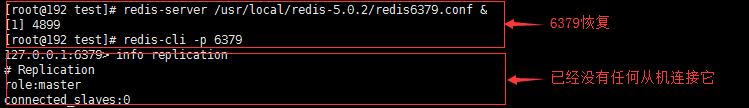 [root@192 test]# redis-server /usr/local/redis-5.0.2/redis6379.conf &
[1] 4899
[root@192 test]# redis-cli -p 6379
6379恢复
127.0.0.1:6379> info replication
# Replication
role:master
connected_slaves:0
已经没有任何从机连接它